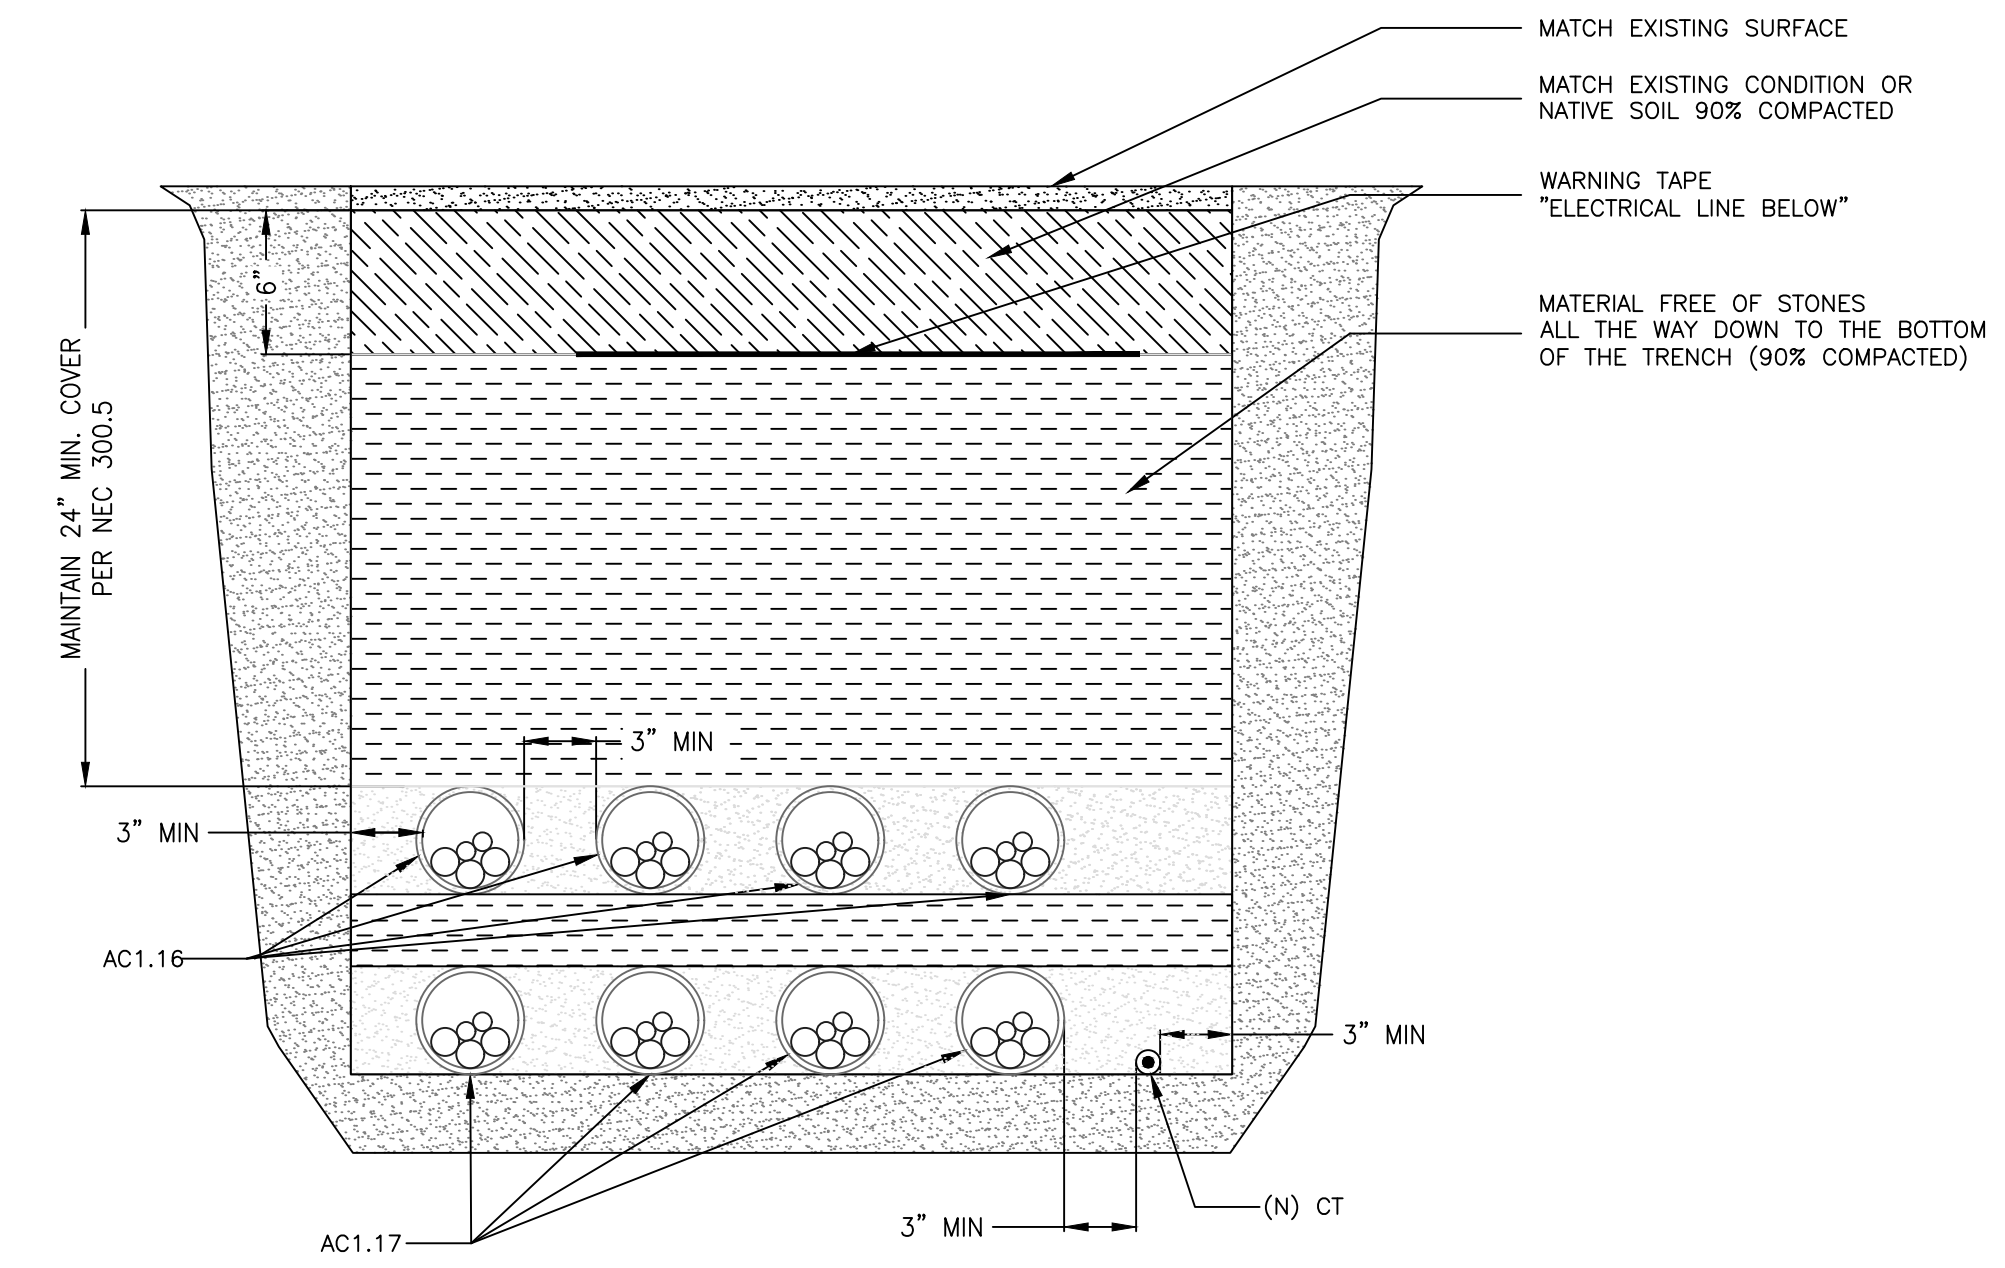 MATCH EXISTING SURFACE
MATCH EXISTING CONDITION OR
NATIVE SOIL 90% COMPACTED
WARNING TAPE
"ELECTRICAL LINE BELOW"
MATERIAL FREE OF STONES
ALL THE WAY DOWN TO THE BOTTOM
OF THE TRENCH (90% COMPACTED)
6"
MAINTAIN 24" MIN. COVER
PER NEC 300.5
3" MIN
3" MIN
AC1.16
3" MIN
(N) CT
3" MIN
AC1.17